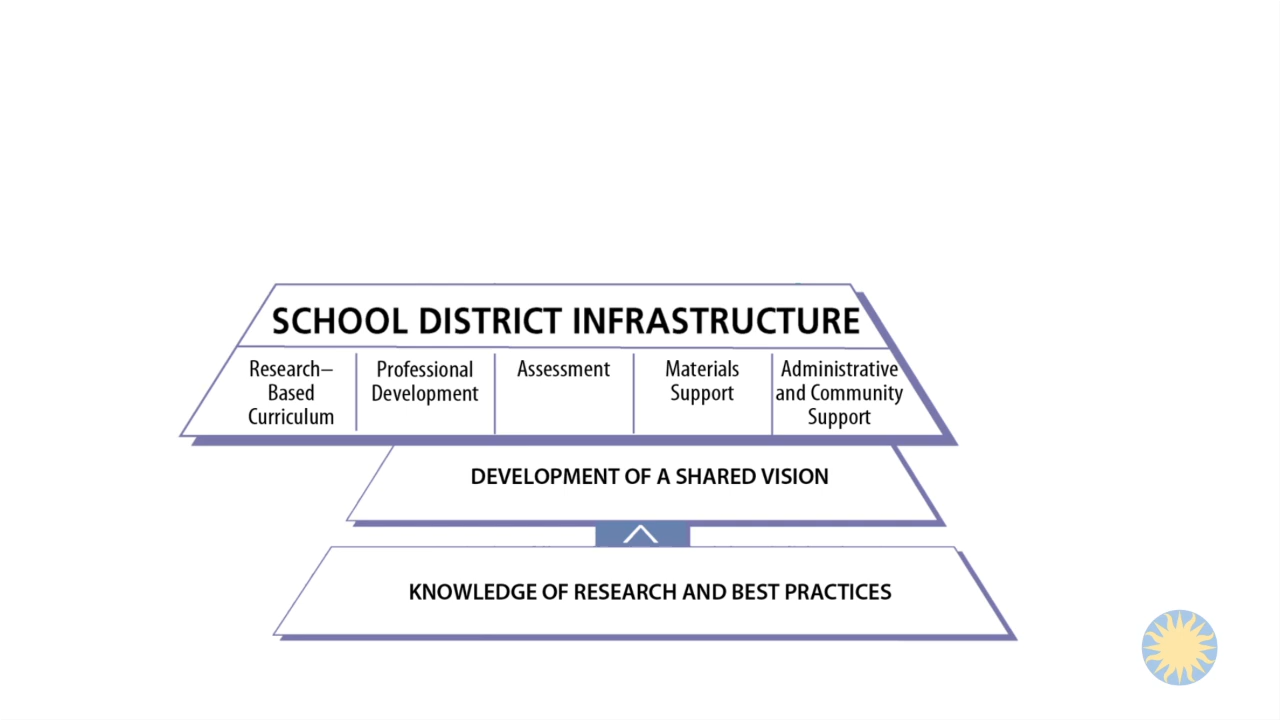 SCHOOL DISTRICT INFRASTRUCTURE
Research–
Based
Curriculum
Professional
Development
Assessment
Materials
Support
Administrative
and Community
Support
DEVELOPMENT OF A SHARED VISION
KNOWLEDGE OF RESEARCH AND BEST PRACTICES